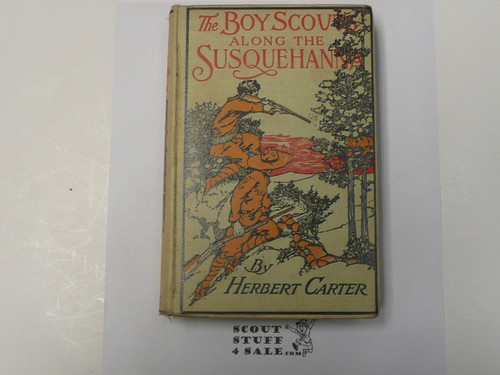 The BOY SCOUTS
ALONG THE
SUSQUEHANNA
By
HERBERT CARTER
SCOUT
STUFF
4 SALE.com